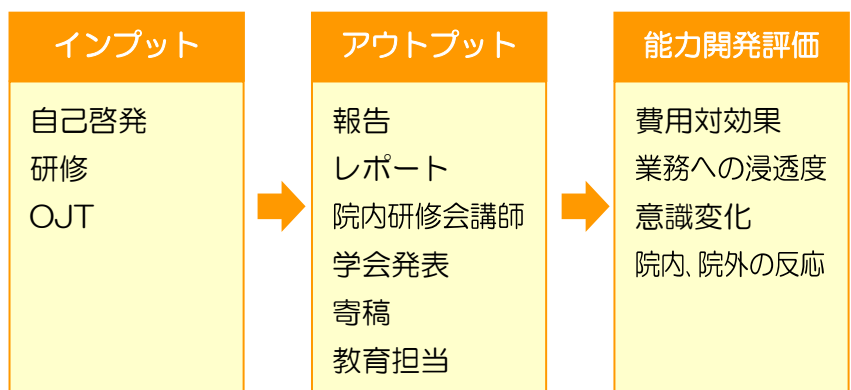 インプット
自己啓発
研修
OJT
アウトプット
報告
レポート
院内研修会講師
学会発表
寄稿
教育担当
能力開発評価
費用対効果
業務への浸透度
意識変化
院内、院外の反応